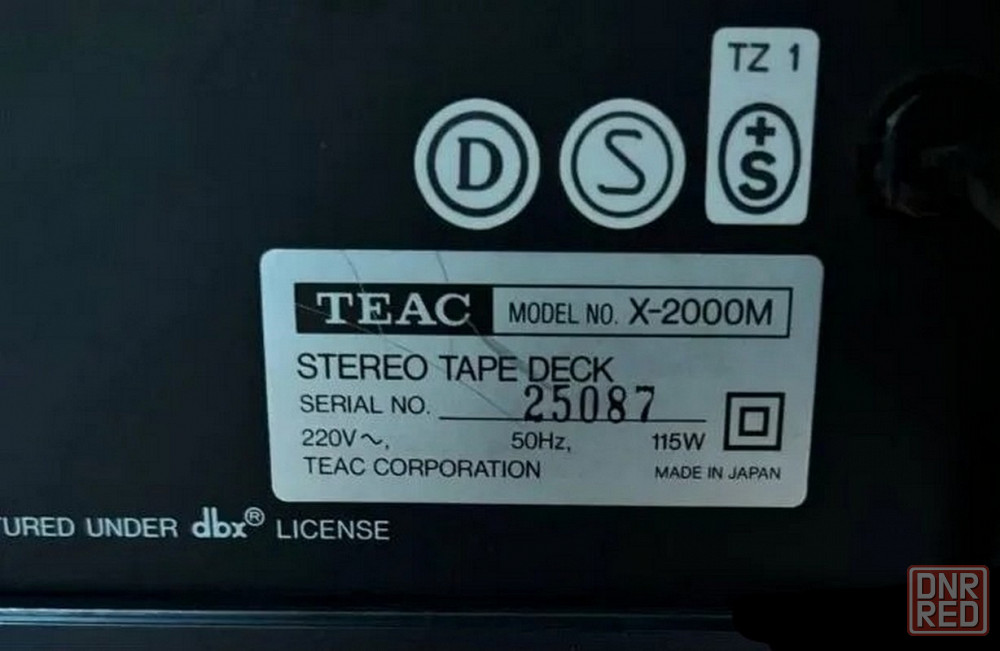 TZ 1
D S +S
TEAC MODEL NO. X-2000M
STEREO TAPE DECK
SERIAL NO. 25087
220V~, 50Hz, 115W
TEAC CORPORATION MADE IN JAPAN
UNDER dbx® LICENSE
DNR
RED